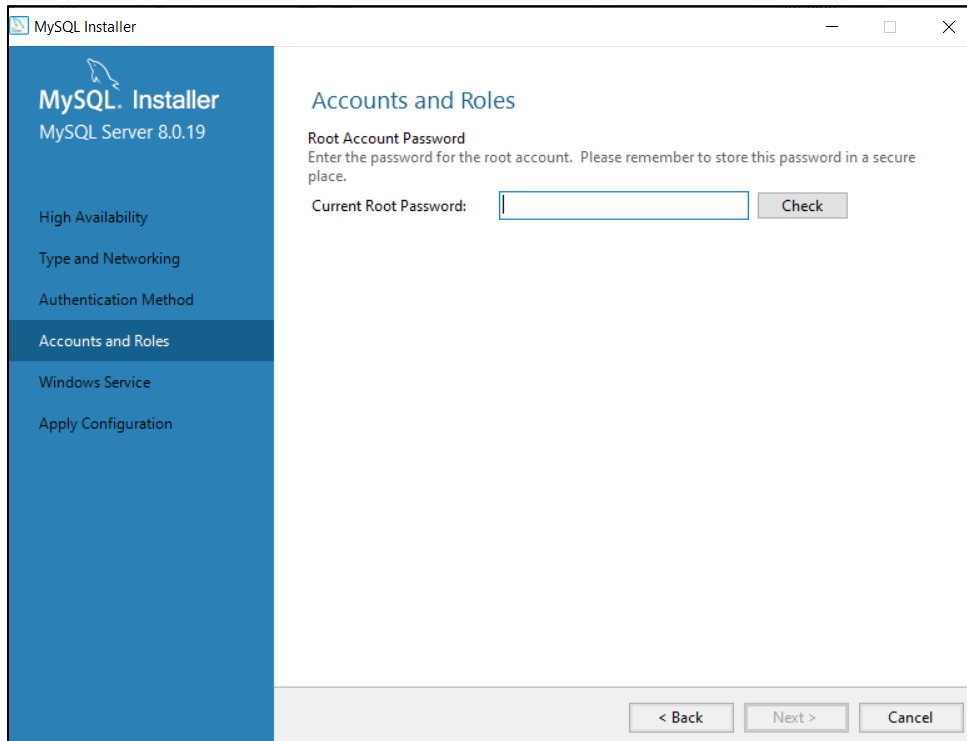 MySQL Installer
MySQL. Installer
MySQL Server 8.0.19
High Availability
Type and Networking
Authentication Method
Accounts and Roles
Windows Service
Apply Configuration
Accounts and Roles
Root Account Password
Enter the password for the root account.  Please remember to store this password in a secure
place.
Current Root Password:
Check
< Back
Next >
Cancel